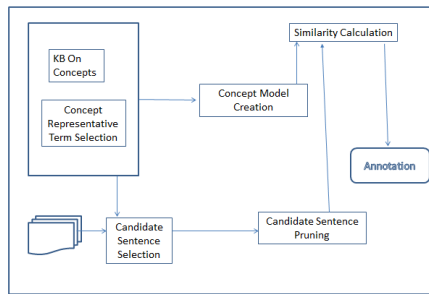 Similarity Calculation
KB On
Concepts
Concept
Representative
Term Selection
Concept Model
Creation
Annotation
Candidate
Sentence
Selection
Candidate Sentence
Pruning